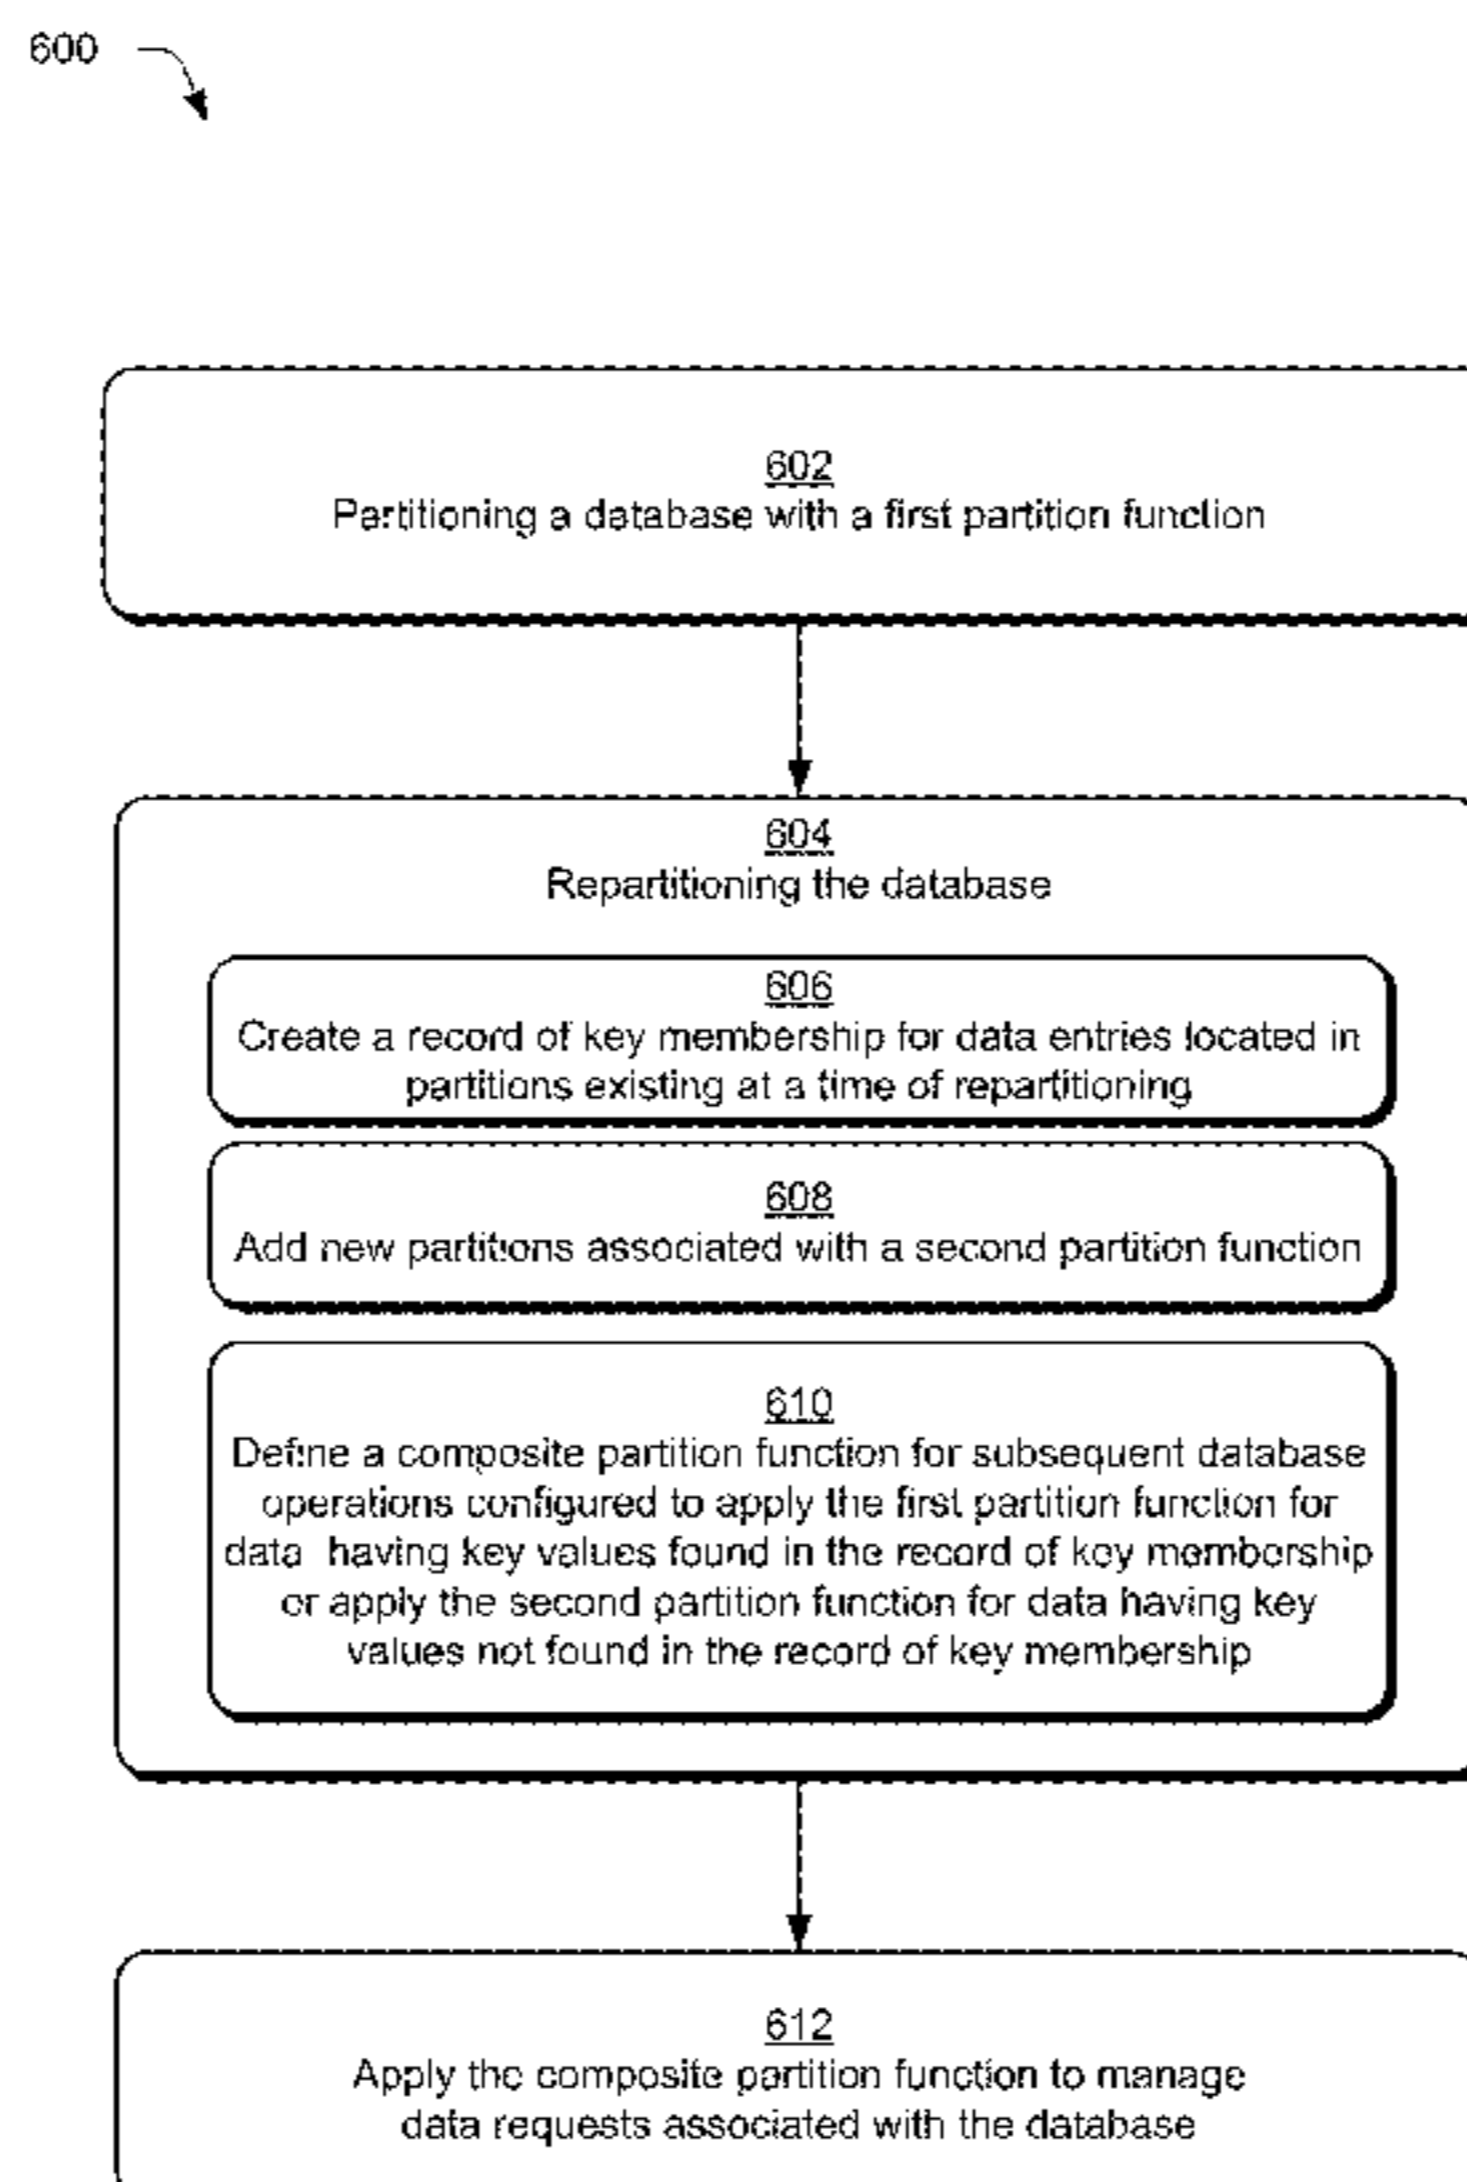 600
602
Partitioning a database with a first partition function
604
Repartitioning the database
606
Create a record of key membership for data entries located in
partitions existing at a time of repartitioning
608
Add new partitions associated with a second partition function
610
Define a composite partition function for subsequent database
operations configured to apply the first partition function for
data having key values found in the record of key membership
or apply the second partition function for data having key
values not found in the record of key membership
612
Apply the composite partition function to manage
data requests associated with the database